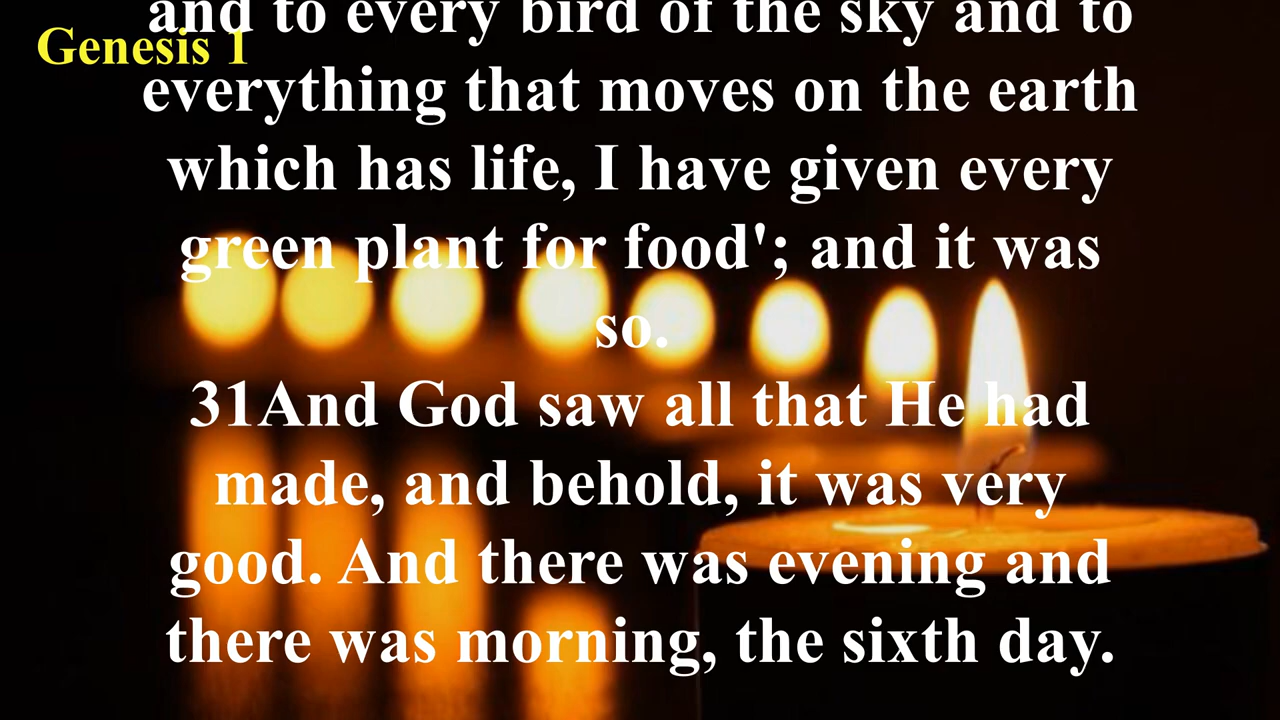 and to every bird of the sky and to
Genesis 1
everything that moves on the earth
which has life, I have given every
green plant for food'; and it was
so.
31And God saw all that He had
made, and behold, it was very
good. And there was evening and
there was morning, the sixth day.